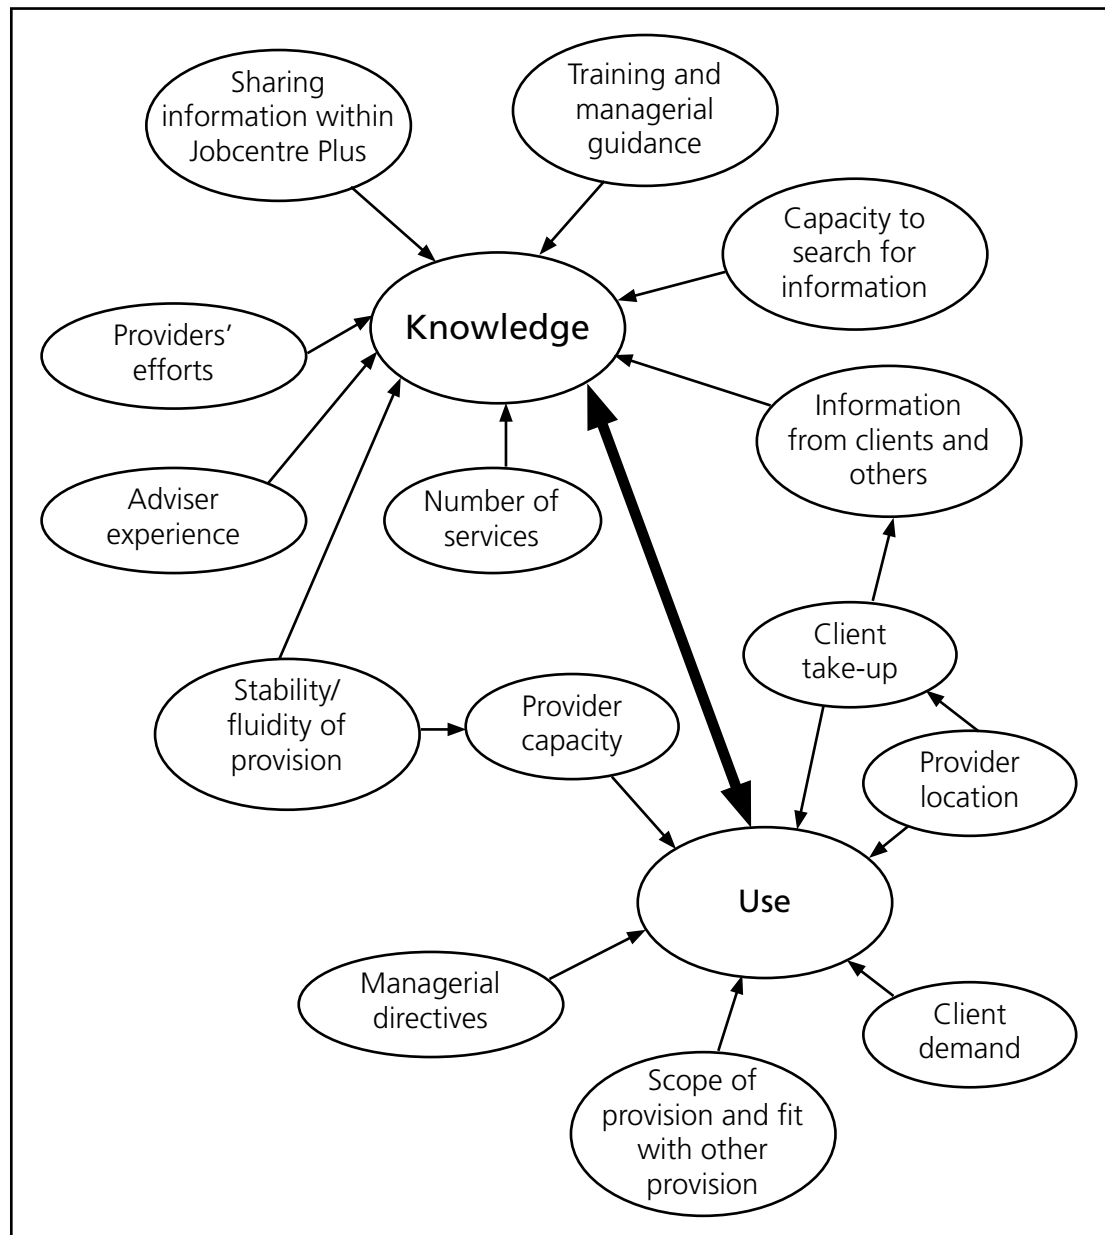 Sharing
information within
Jobcentre Plus
Training and
managerial
guidance
Capacity to
search for
information
Knowledge
Providers’
efforts
Information
from clients and
others
Adviser
experience
Number of
services
Client
take-up
Stability/
fluidity of
provision
Provider
capacity
Provider
location
Use
Managerial
directives
Client
demand
Scope of
provision and fit
with other
provision